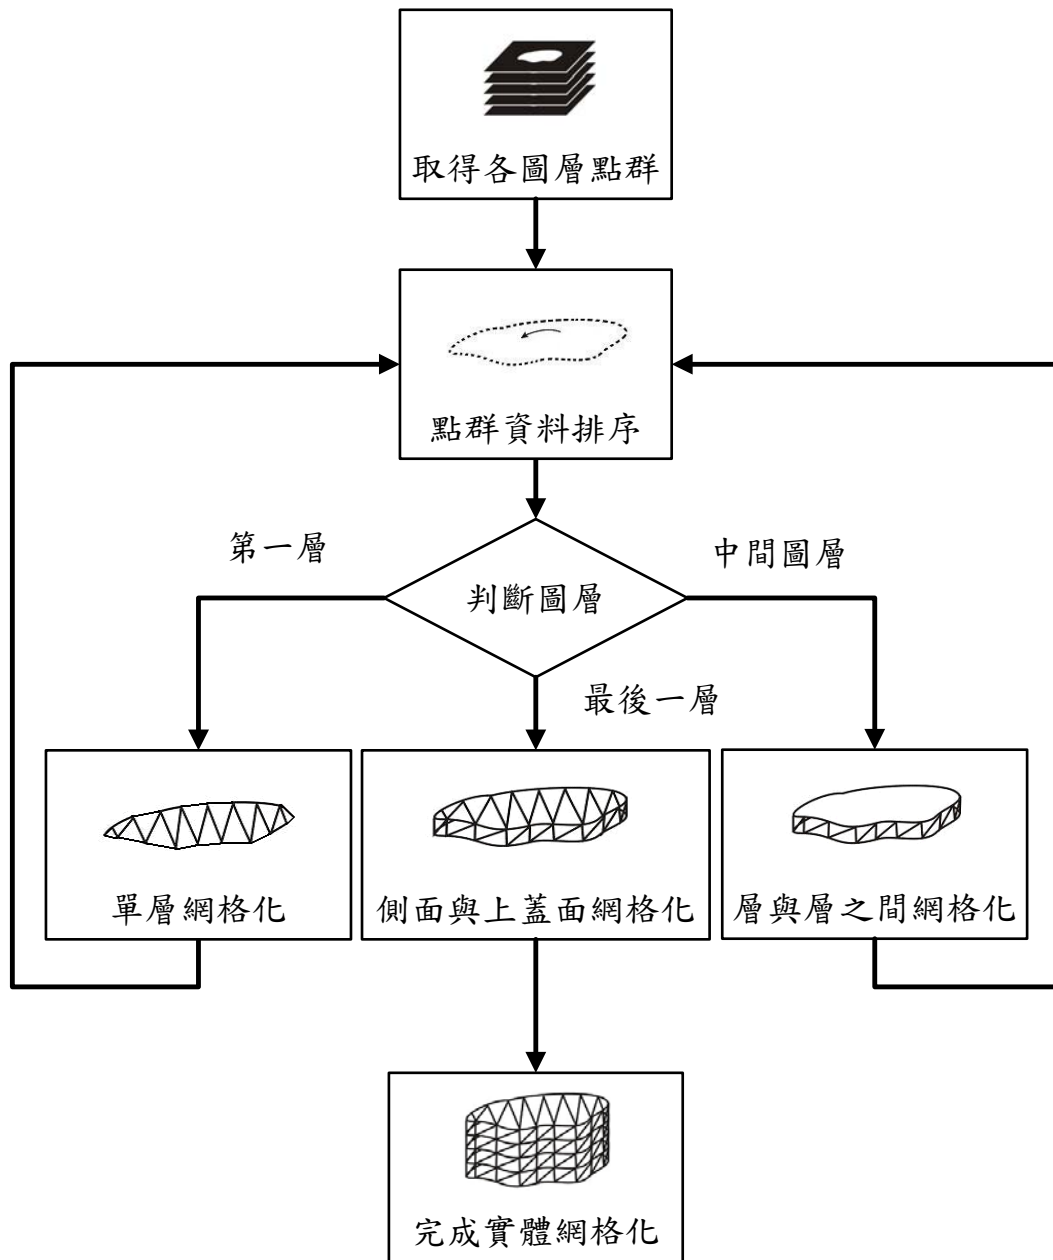 取得各圖層點群
點群資料排序
第一層
中間圖層
判斷圖層
最後一層
單層網格化
側面與上蓋面網格化
層與層之間網格化
完成實體網格化